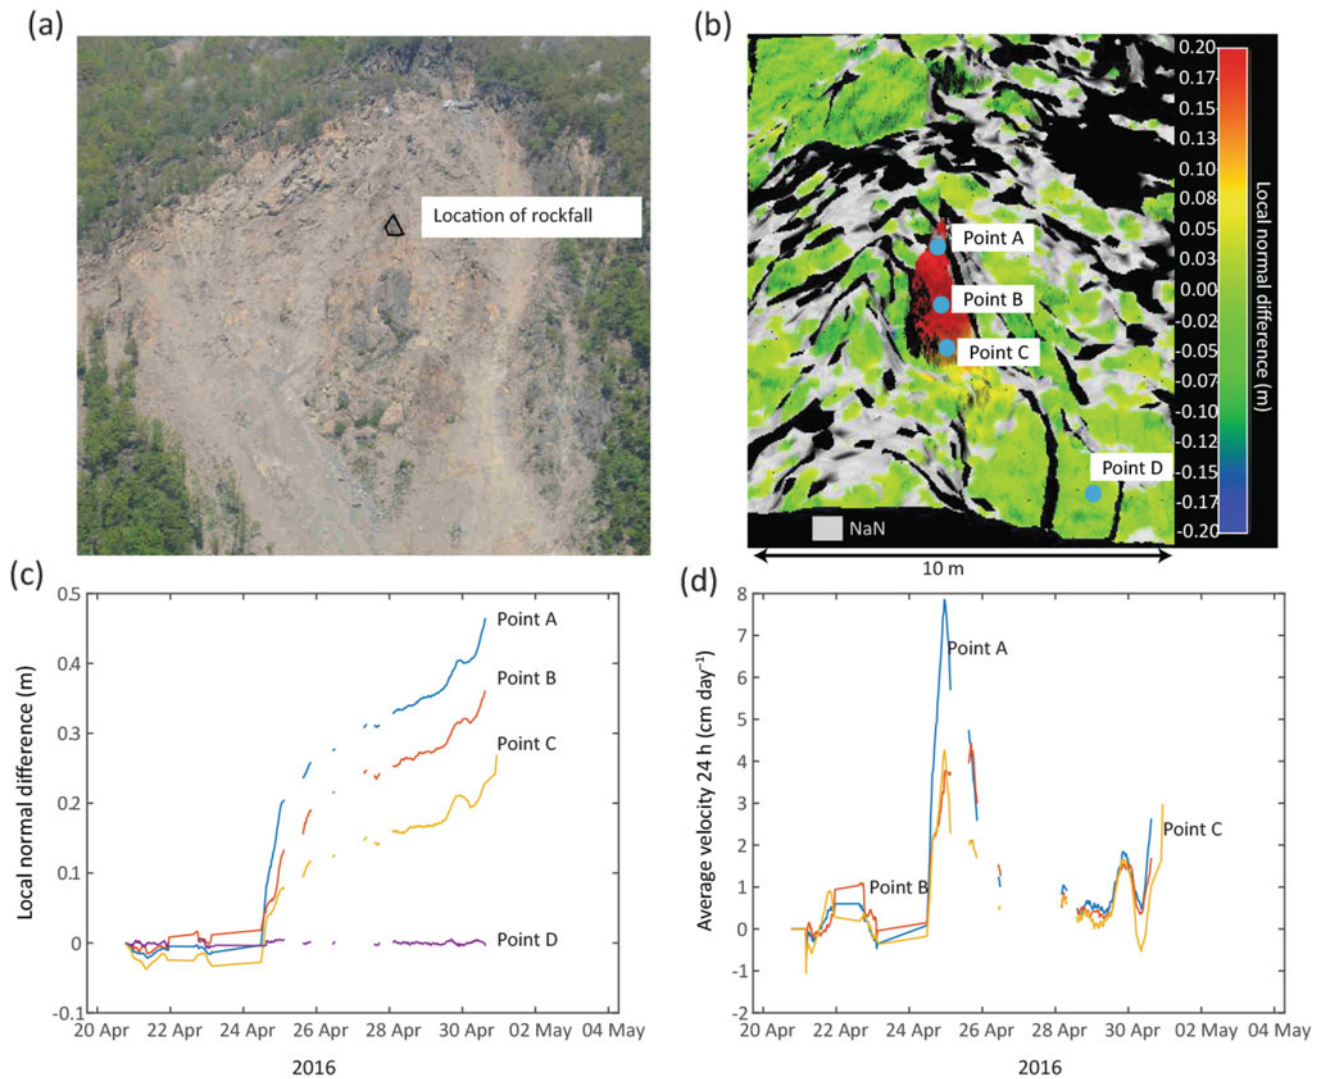 (a)
Location of rockfall
(b)
Point A
Point B
Point C
Point D
NaN
10 m
0.20
0.17
0.15
0.13
0.10
0.08
0.06
0.04
0.03
0.00
-0.03
-0.05
-0.07
-0.10
-0.12
-0.15
-0.17
-0.20
Local normal difference (m)
(c)
Local normal difference (m)
0.5
0.4
0.3
0.2
0.1
0
-0.1
Point A
Point B
Point C
Point D
20 Apr 22 Apr 24 Apr 26 Apr 28 Apr 30 Apr 02 May 04 May
2016
(d)
Average velocity 24 h (cm day⁻¹)
8
7
6
5
4
3
2
1
0
-1
-2
Point A
Point B
Point C
20 Apr 22 Apr 24 Apr 26 Apr 28 Apr 30 Apr 02 May 04 May
2016